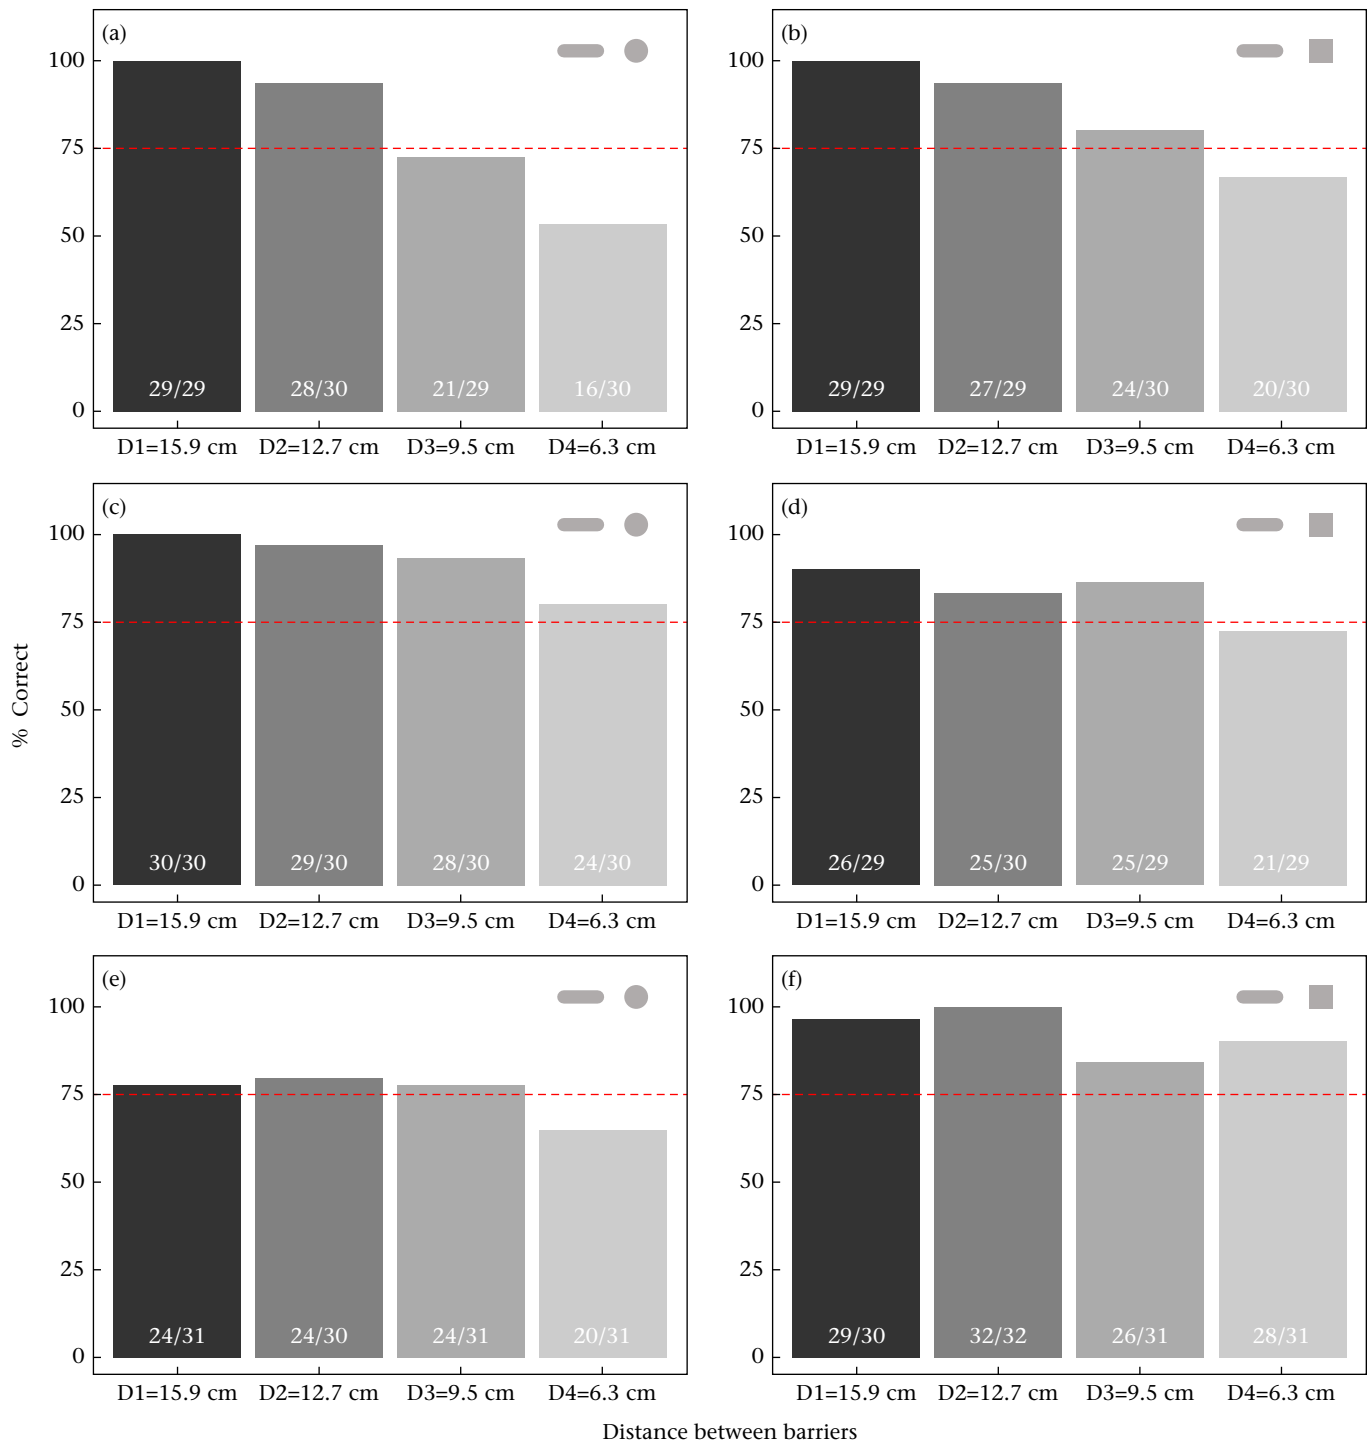 (a)
100
75
50
25
0
29/29 28/30 21/29 16/30
D1=15.9 cm D2=12.7 cm D3=9.5 cm D4=6.3 cm
(b)
100
75
50
25
0
29/29 27/29 24/30 20/30
D1=15.9 cm D2=12.7 cm D3=9.5 cm D4=6.3 cm
% Correct
(c)
100
75
50
25
0
30/30 29/30 28/30 24/30
D1=15.9 cm D2=12.7 cm D3=9.5 cm D4=6.3 cm
(d)
100
75
50
25
0
26/29 25/30 25/29 21/29
D1=15.9 cm D2=12.7 cm D3=9.5 cm D4=6.3 cm
(e)
100
75
50
25
0
24/31 24/30 24/31 20/31
D1=15.9 cm D2=12.7 cm D3=9.5 cm D4=6.3 cm
(f)
100
75
50
25
0
29/30 32/32 26/31 28/31
D1=15.9 cm D2=12.7 cm D3=9.5 cm D4=6.3 cm
Distance between barriers